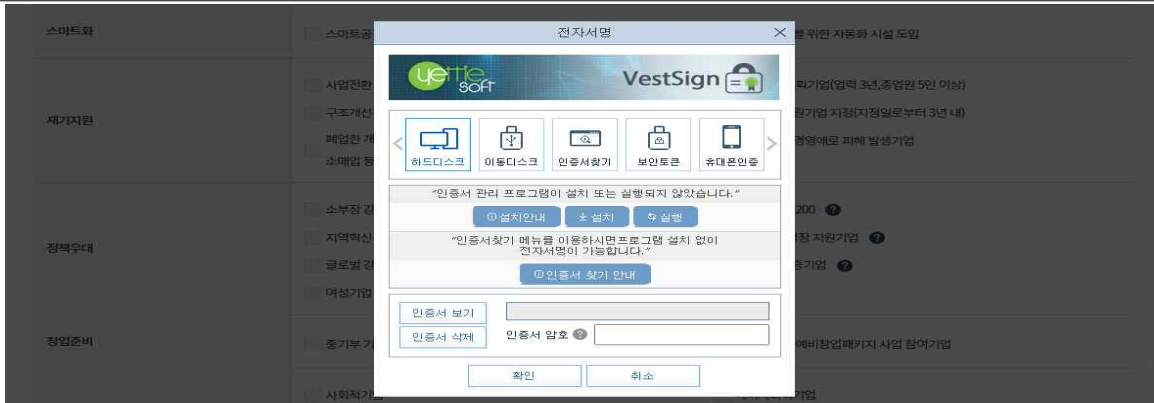 전자서명
yettie soft VestSign
하드디스크 이동디스크 인증서찾기 보안토큰 휴대폰인증
"인증서 관리 프로그램이 설치 또는 실행되지 않았습니다."
설치안내 설치 실행
"인증서찾기 메뉴를 이용하시면프로그램 설치 없이
전자서명이 가능합니다."
인증서 찾기 안내
인증서 보기
인증서 삭제 인증서 암호
확인 취소
스마트화 스마트공 위한 자동화 시설 도입
사업전환 기업(업력 3년,종업원 5인 이상)
재기지원 구조개선 기업 지정(지정일로부터 3년 내)
폐업한 개 경영애로 피해 발생기업
소매업 등
소부장 강 200
정책우대 지역혁신 지원기업
글로벌 강 기업
여성기업
창업준비 중기부 기 예비창업패키지 사업 참여기업
사회적기